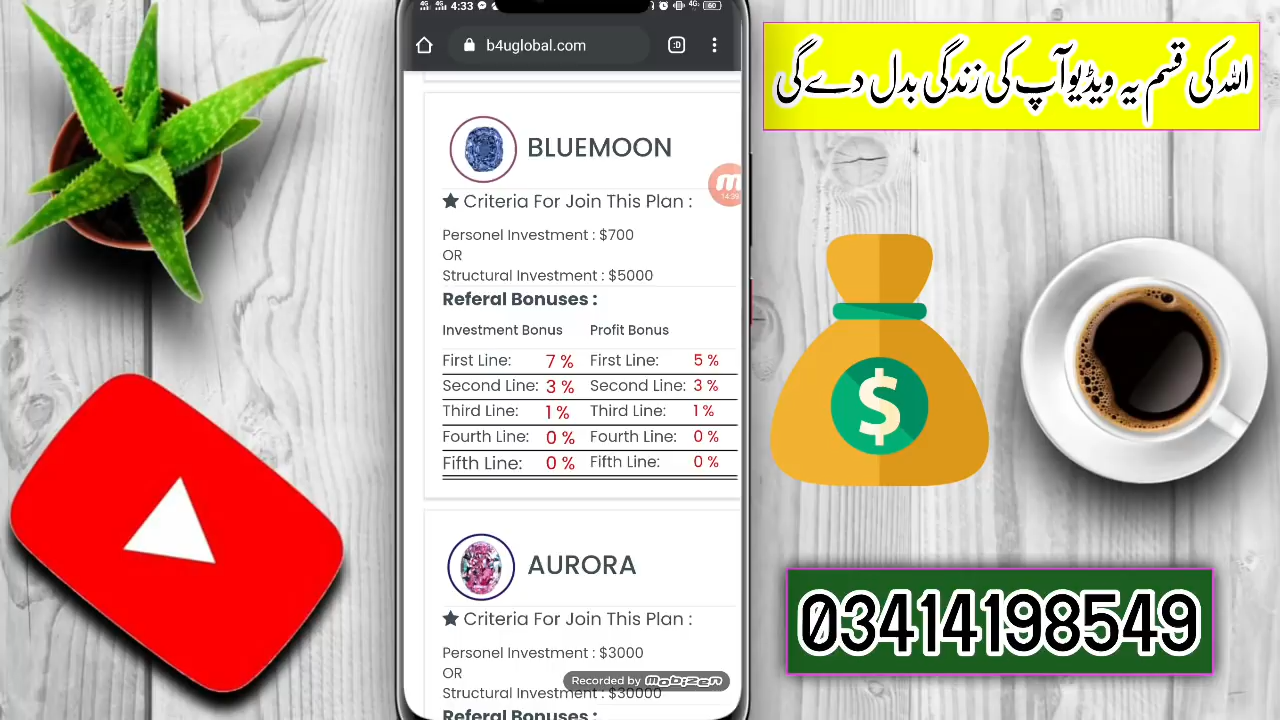 4:33
60
b4uglobal.com
:D
اللہ کی قسم یہ ویڈیو آپ کی زندگی بدل دے گی
BLUEMOON
m
14:39
Criteria For Join This Plan :
Personel Investment : $700
OR
Structural Investment : $5000
Referal Bonuses :
Investment Bonus Profit Bonus
First Line: 7 % First Line: 5 %
Second Line: 3 % Second Line: 3 %
Third Line: 1 % Third Line: 1 %
Fourth Line: 0 % Fourth Line: 0 %
Fifth Line: 0 % Fifth Line: 0 %
$
AURORA
Criteria For Join This Plan :
Personel Investment : $3000
OR
Recorded by mobizen
Structural Investment : $30000
Referal Bonuses :
03414198549